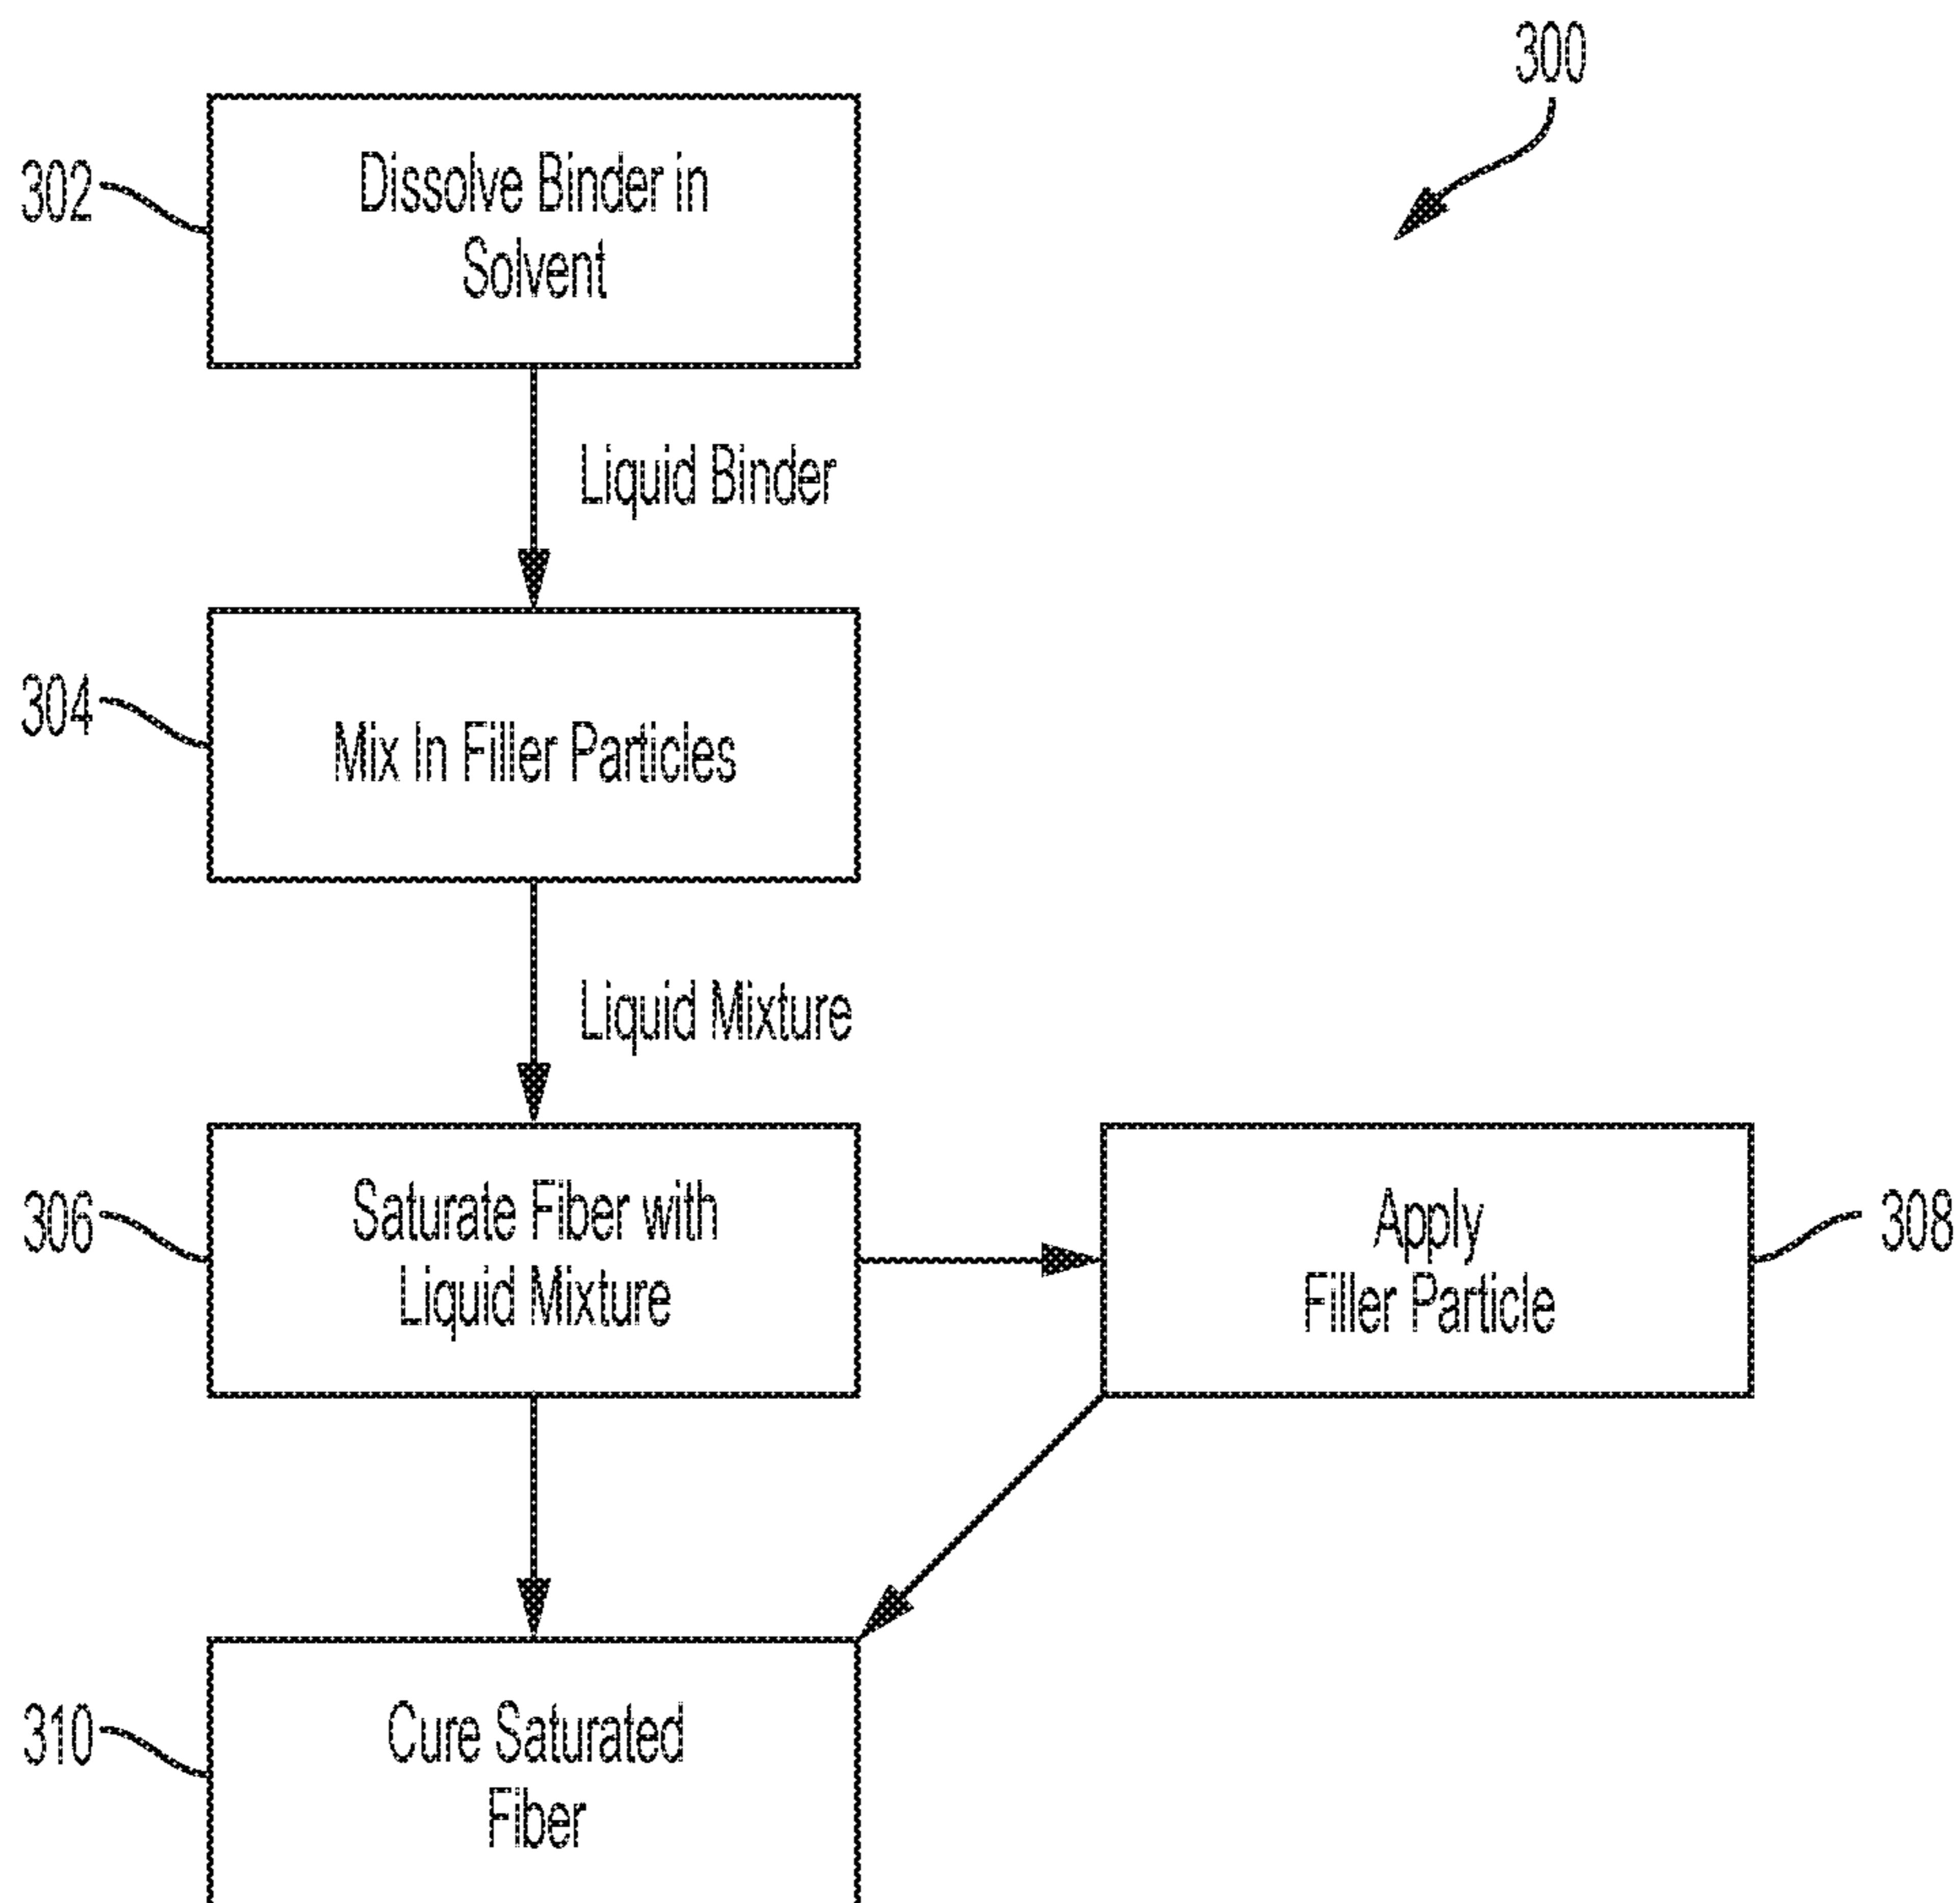 300
302
Dissolve Binder in
Solvent
Liquid Binder
304
Mix In Filler Particles
Liquid Mixture
306
Saturate Fiber with
Liquid Mixture
Apply
Filler Particle
308
310
Cure Saturated
Fiber